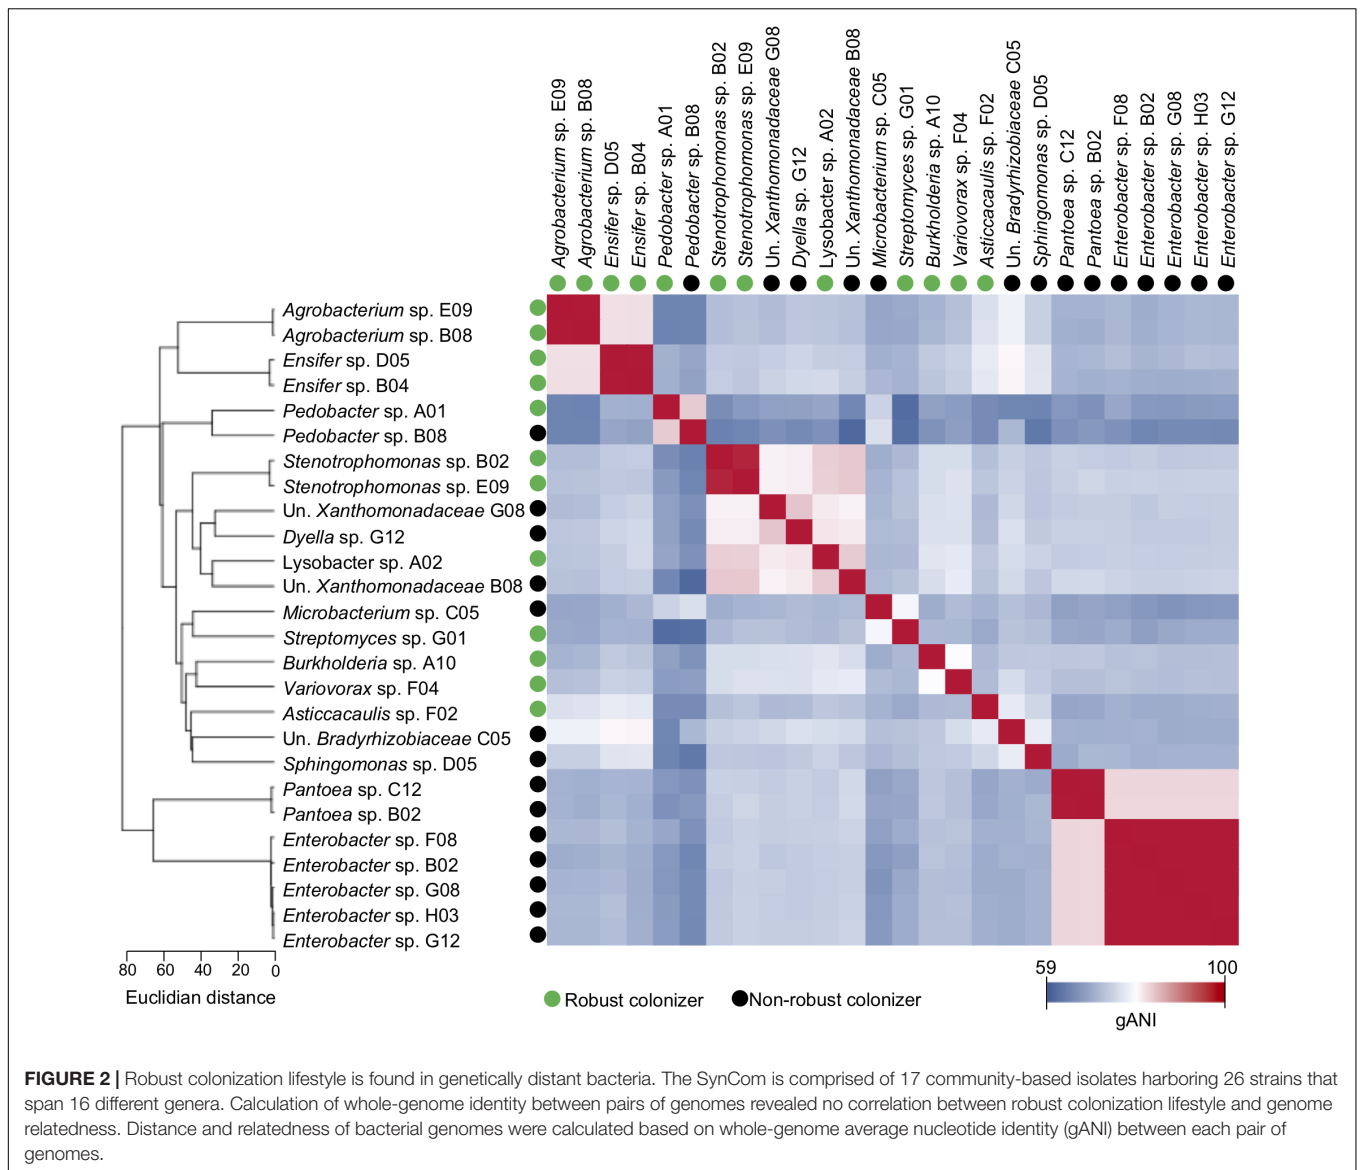 Agrobacterium sp. E09
Agrobacterium sp. B08
Ensifer sp. D05
Ensifer sp. B04
Pedobacter sp. A01
Pedobacter sp. B08
Stenotrophomonas sp. B02
Stenotrophomonas sp. E09
Un. Xanthomonadaceae G08
Dyella sp. G12
Lysobacter sp. A02
Un. Xanthomonadaceae B08
Microbacterium sp. C05
Streptomyces sp. G01
Burkholderia sp. A10
Variovorax sp. F04
Asticcacaulis sp. F02
Un. Bradyrhizobiaceae C05
Sphingomonas sp. D05
Pantoea sp. C12
Pantoea sp. B02
Enterobacter sp. F08
Enterobacter sp. B02
Enterobacter sp. G08
Enterobacter sp. H03
Enterobacter sp. G12
Agrobacterium sp. E09
Agrobacterium sp. B08
Ensifer sp. D05
Ensifer sp. B04
Pedobacter sp. A01
Pedobacter sp. B08
Stenotrophomonas sp. B02
Stenotrophomonas sp. E09
Un. Xanthomonadaceae G08
Dyella sp. G12
Lysobacter sp. A02
Un. Xanthomonadaceae B08
Microbacterium sp. C05
Streptomyces sp. G01
Burkholderia sp. A10
Variovorax sp. F04
Asticcacaulis sp. F02
Un. Bradyrhizobiaceae C05
Sphingomonas sp. D05
Pantoea sp. C12
Pantoea sp. B02
Enterobacter sp. F08
Enterobacter sp. B02
Enterobacter sp. G08
Enterobacter sp. H03
Enterobacter sp. G12
80 60 40 20 0
Euclidian distance
Robust colonizer
Non-robust colonizer
59 100
gANI
FIGURE 2 | Robust colonization lifestyle is found in genetically distant bacteria. The SynCom is comprised of 17 community-based isolates harboring 26 strains that
span 16 different genera. Calculation of whole-genome identity between pairs of genomes revealed no correlation between robust colonization lifestyle and genome
relatedness. Distance and relatedness of bacterial genomes were calculated based on whole-genome average nucleotide identity (gANI) between each pair of
genomes.